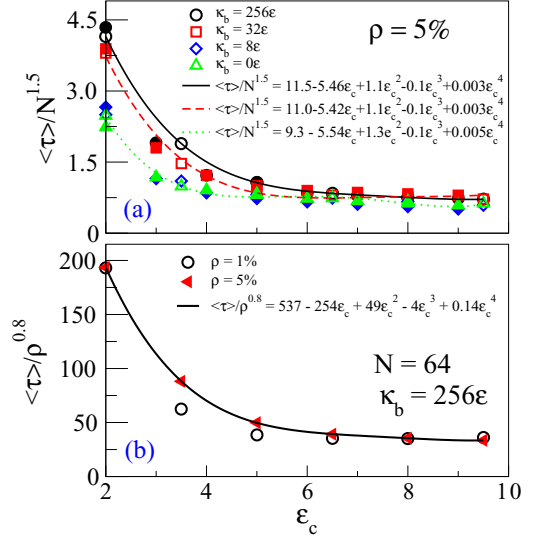 κ_b = 256ε
κ_b = 32ε
κ_b = 8ε
κ_b = 0ε
ρ = 5%
<τ>/N^1.5 = 11.5-5.46ε_c+1.1ε_c^2-0.1ε_c^3+0.003ε_c^4
<τ>/N^1.5 = 11.0-5.42ε_c+1.1ε_c^2-0.1ε_c^3+0.003ε_c^4
<τ>/N^1.5 = 9.3 - 5.54ε_c+1.3e_c^2-0.1ε_c^3+0.005ε_c^4
4.5
3
1.5
0
<τ>/N^1.5
(a)
ρ = 1%
ρ = 5%
<τ>/ρ^0.8 = 537 - 254ε_c + 49ε_c^2 - 4ε_c^3 + 0.14ε_c^4
N = 64
κ_b = 256ε
200
150
100
50
0
<τ>/ρ^0.8
(b)
2 4 6 8 10
ε_c